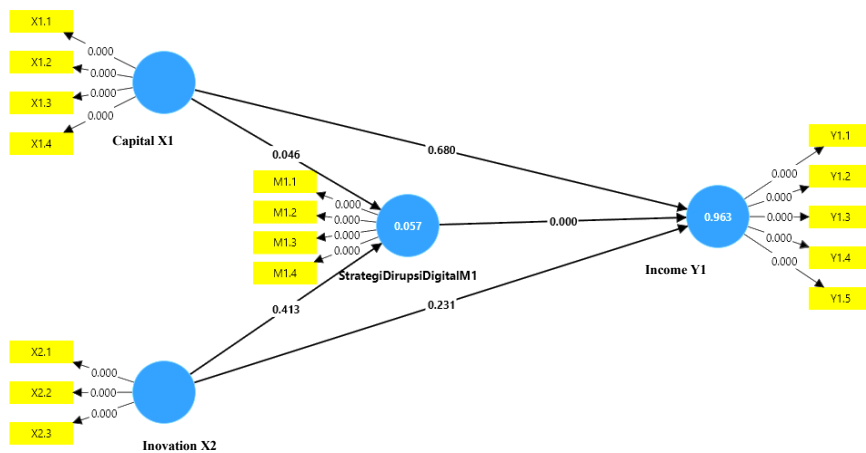 X1.1
0.000
X1.2
0.000
X1.3
0.000
X1.4
0.000
Capital X1
0.046
0.680
M1.1
0.000
M1.2
0.000
M1.3
0.000
M1.4
0.000
0.057
StrategiDirupsiDigitalM1
0.000
0.413
0.231
0.963
Income Y1
Y1.1
0.000
Y1.2
0.000
Y1.3
0.000
Y1.4
0.000
Y1.5
0.000
X2.1
0.000
X2.2
0.000
X2.3
0.000
Inovation X2